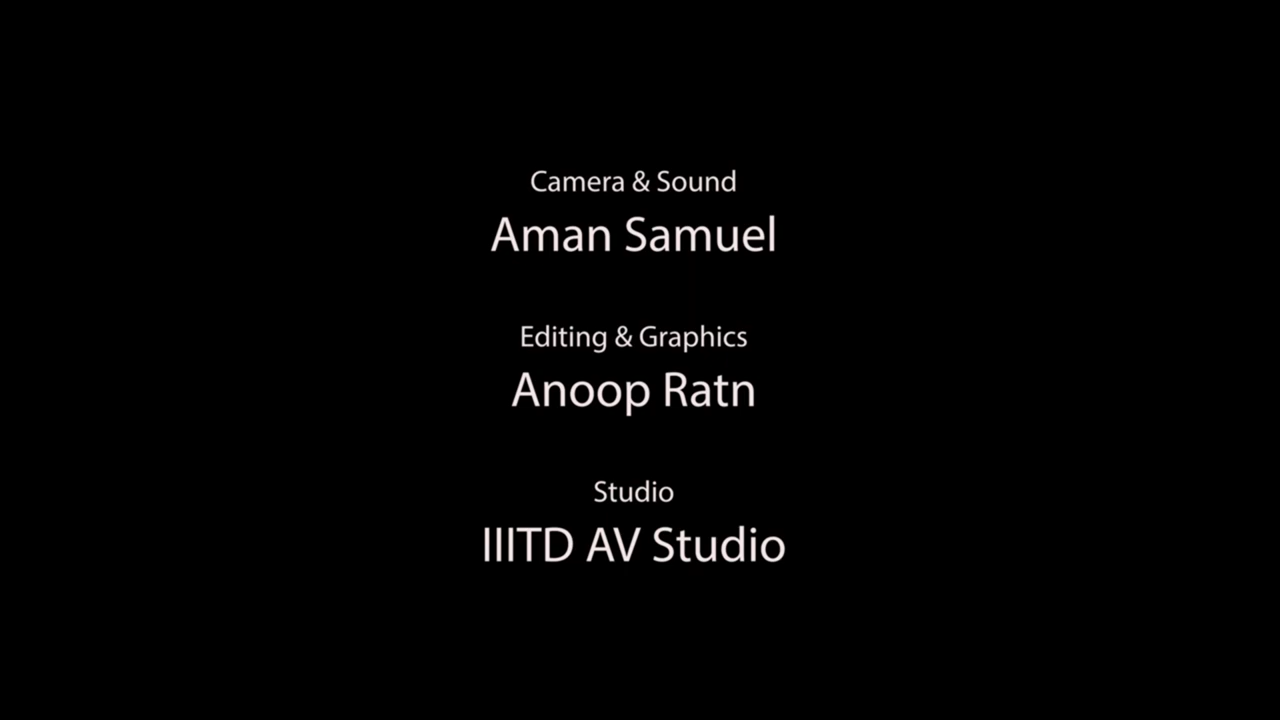 Camera & Sound
Aman Samuel
Editing & Graphics
Anoop Ratn
Studio
IIITD AV Studio